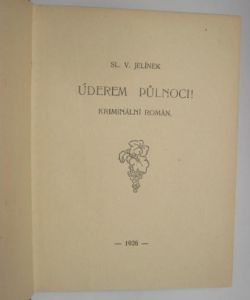 SL. V. JELÍNEK
ÚDEREM PŮLNOCI!
KRIMINÁLNÍ ROMÁN.
— 1926 —